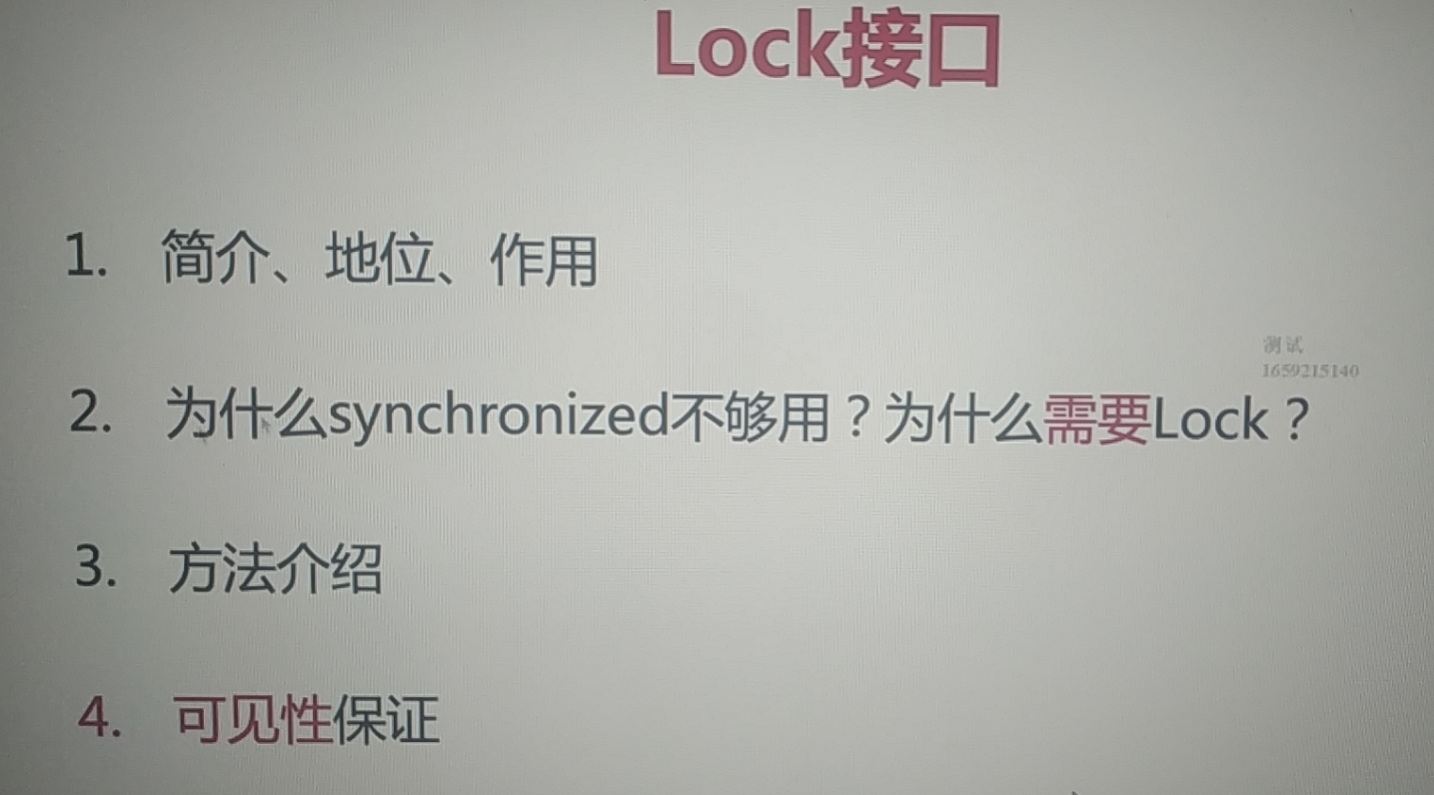 Lock接口
1. 简介、地位、作用
测试
1659215140
2. 为什么synchronized不够用？为什么需要Lock？
3. 方法介绍
4. 可见性保证